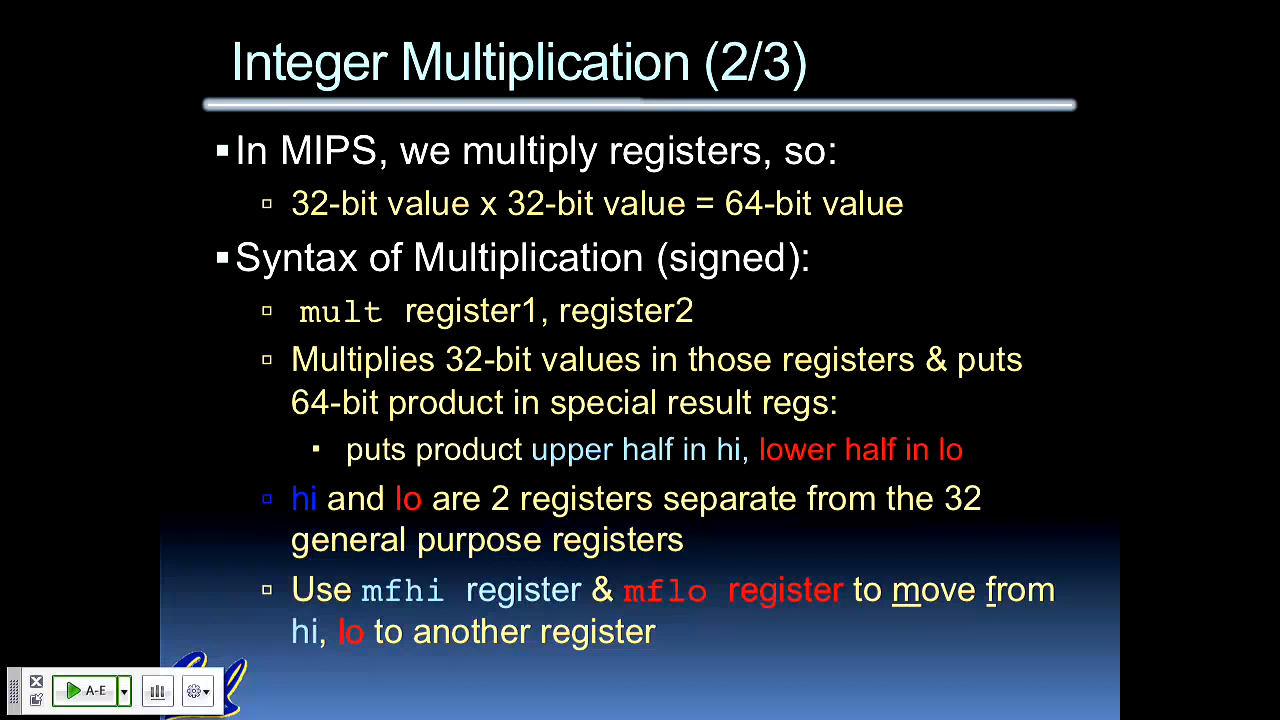 Integer Multiplication (2/3)
In MIPS, we multiply registers, so:
32-bit value x 32-bit value = 64-bit value
Syntax of Multiplication (signed):
mult register1, register2
Multiplies 32-bit values in those registers & puts
64-bit product in special result regs:
puts product upper half in hi, lower half in lo
hi and lo are 2 registers separate from the 32
general purpose registers
Use mfhi register & mflo register to move from
hi, lo to another register
A-E
Cal